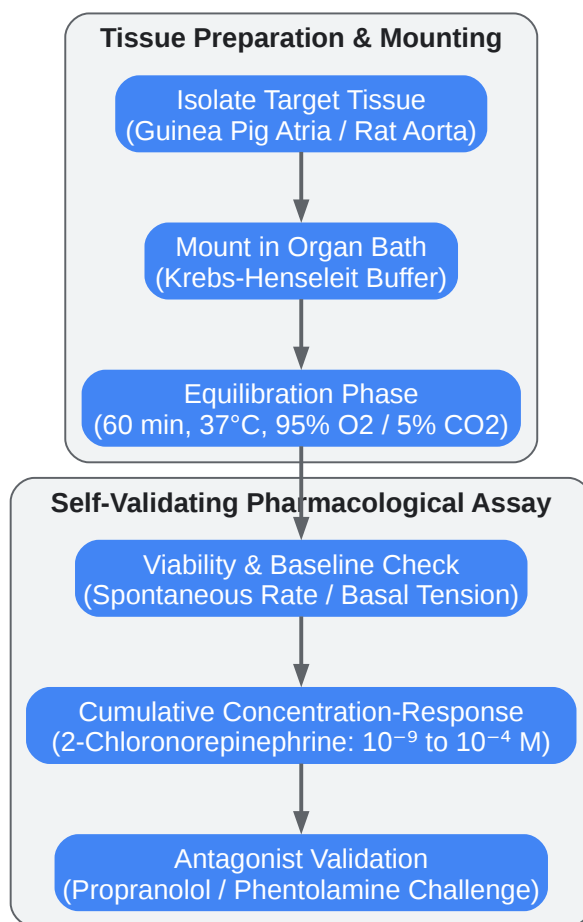 Tissue Preparation & Mounting
Isolate Target Tissue
(Guinea Pig Atria / Rat Aorta)
Mount in Organ Bath
(Krebs-Henseleit Buffer)
Equilibration Phase
(60 min, 37°C, 95% O2 / 5% CO2)
Self-Validating Pharmacological Assay
Viability & Baseline Check
(Spontaneous Rate / Basal Tension)
Cumulative Concentration-Response
(2-Chloronorepinephrine: 10⁻⁹ to 10⁻⁴ M)
Antagonist Validation
(Propranolol / Phentolamine Challenge)